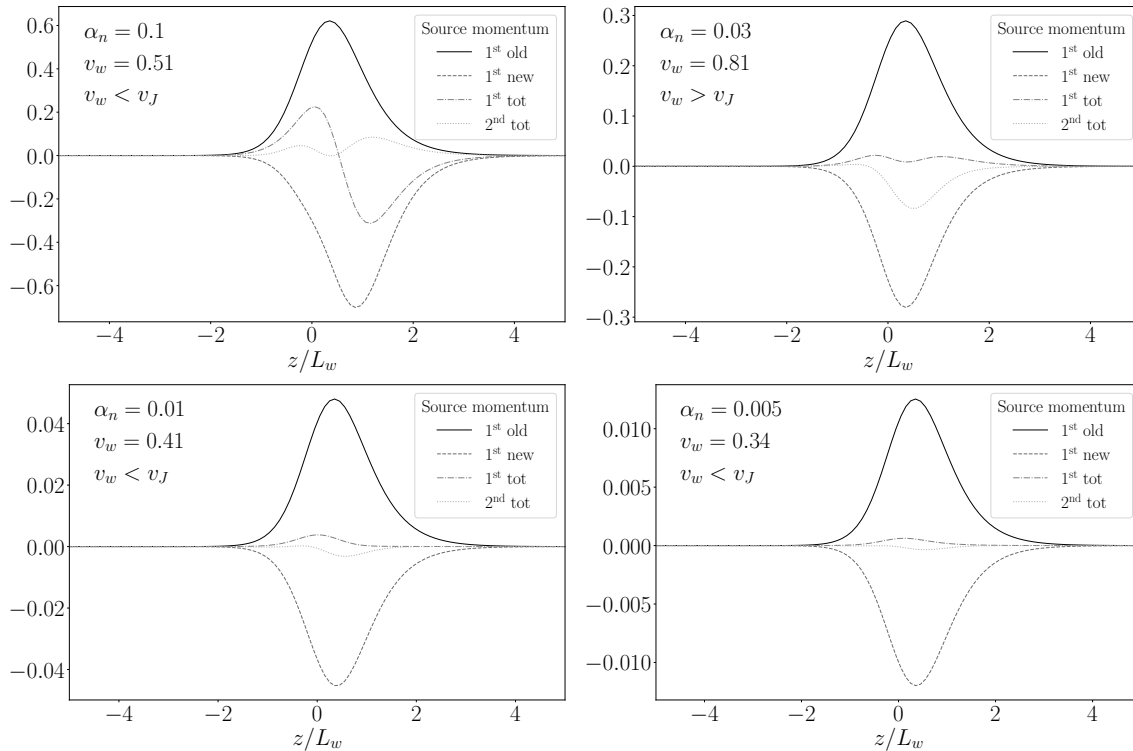 α_n = 0.1
v_w = 0.51
v_w < v_J
Source momentum
1st old
1st new
1st tot
2nd tot
0.6
0.4
0.2
0.0
−0.2
−0.4
−0.6
−4 −2 0 2 4
z/L_w
α_n = 0.03
v_w = 0.81
v_w > v_J
Source momentum
1st old
1st new
1st tot
2nd tot
0.3
0.2
0.1
0.0
−0.1
−0.2
−0.3
−4 −2 0 2 4
z/L_w
α_n = 0.01
v_w = 0.41
v_w < v_J
Source momentum
1st old
1st new
1st tot
2nd tot
0.04
0.02
0.00
−0.02
−0.04
−4 −2 0 2 4
z/L_w
α_n = 0.005
v_w = 0.34
v_w < v_J
Source momentum
1st old
1st new
1st tot
2nd tot
0.010
0.005
0.000
−0.005
−0.010
−4 −2 0 2 4
z/L_w